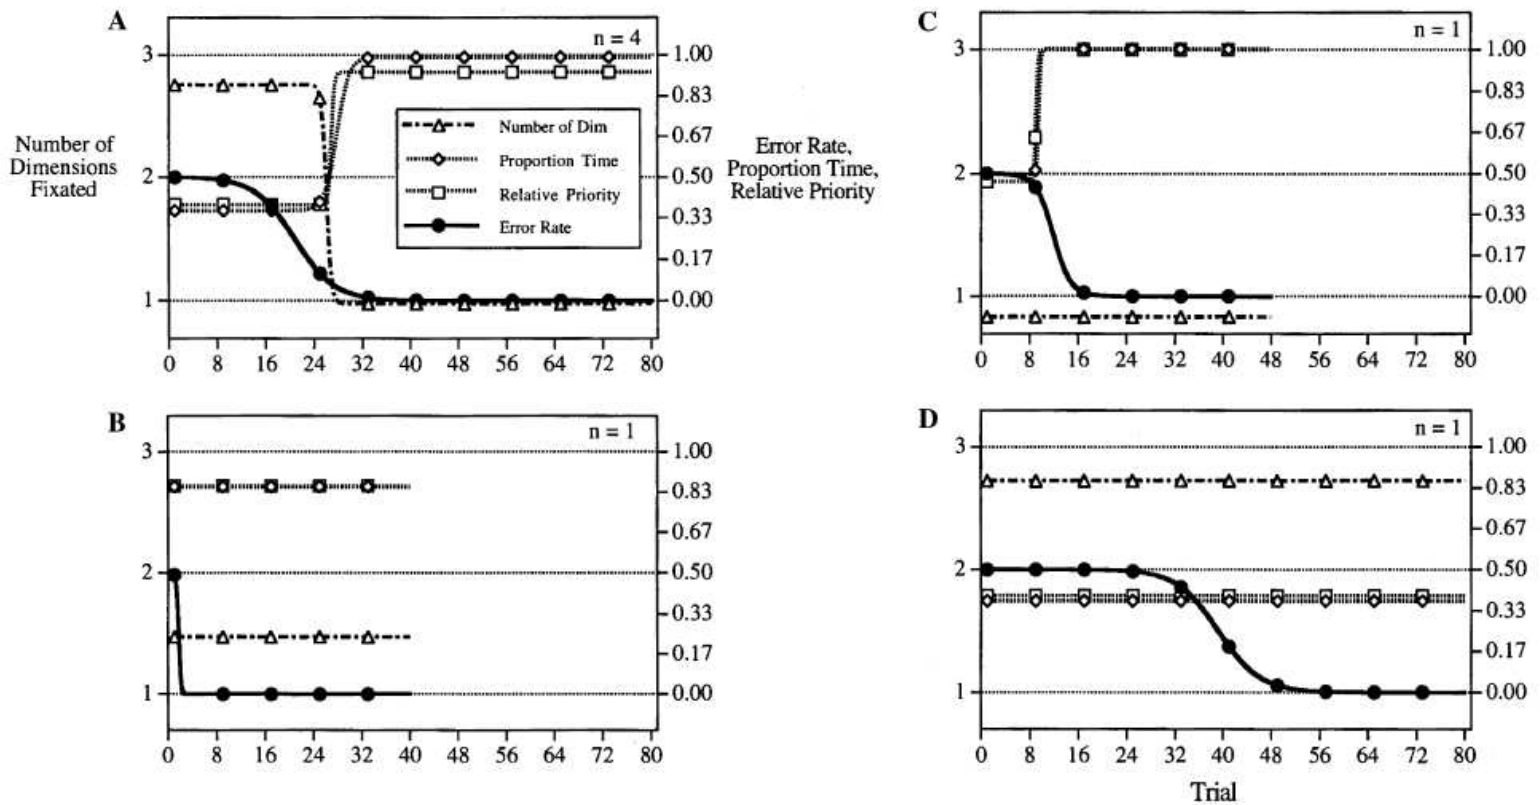 A
n = 4
3
2
1
1.00
0.83
0.67
0.50
0.33
0.17
0.00
Number of
Dimensions
Fixated
Number of Dim
Proportion Time
Relative Priority
Error Rate
0 8 16 24 32 40 48 56 64 72 80
C
n = 1
3
2
1
1.00
0.83
0.67
0.50
0.33
0.17
0.00
Error Rate,
Proportion Time,
Relative Priority
0 8 16 24 32 40 48 56 64 72 80
B
n = 1
3
2
1
1.00
0.83
0.67
0.50
0.33
0.17
0.00
0 8 16 24 32 40 48 56 64 72 80
D
n = 1
3
2
1
1.00
0.83
0.67
0.50
0.33
0.17
0.00
0 8 16 24 32 40 48 56 64 72 80
Trial